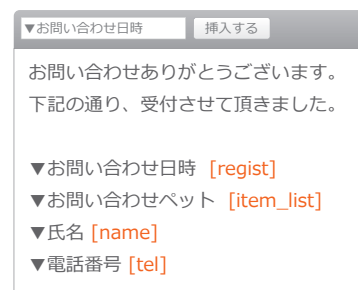 ▼お問い合わせ日時 挿入する
お問い合わせありがとうございます。
下記の通り、受付させて頂きました。
▼お問い合わせ日時 [regist]
▼お問い合わせペット [item_list]
▼氏名 [name]
▼電話番号 [tel]